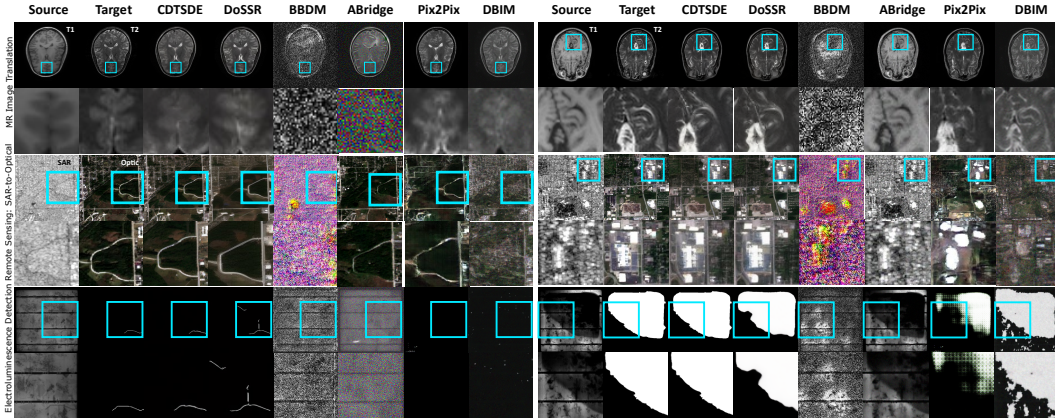 Source Target CDTSDE DoSSR BBDM ABridge Pix2Pix DBIM Source Target CDTSDE DoSSR BBDM ABridge Pix2Pix DBIM
MR Image Translation
T1 T2 T1 T2
Remote Sensing: SAR-to-Optical
SAR Optic
Electroluminescence Detection